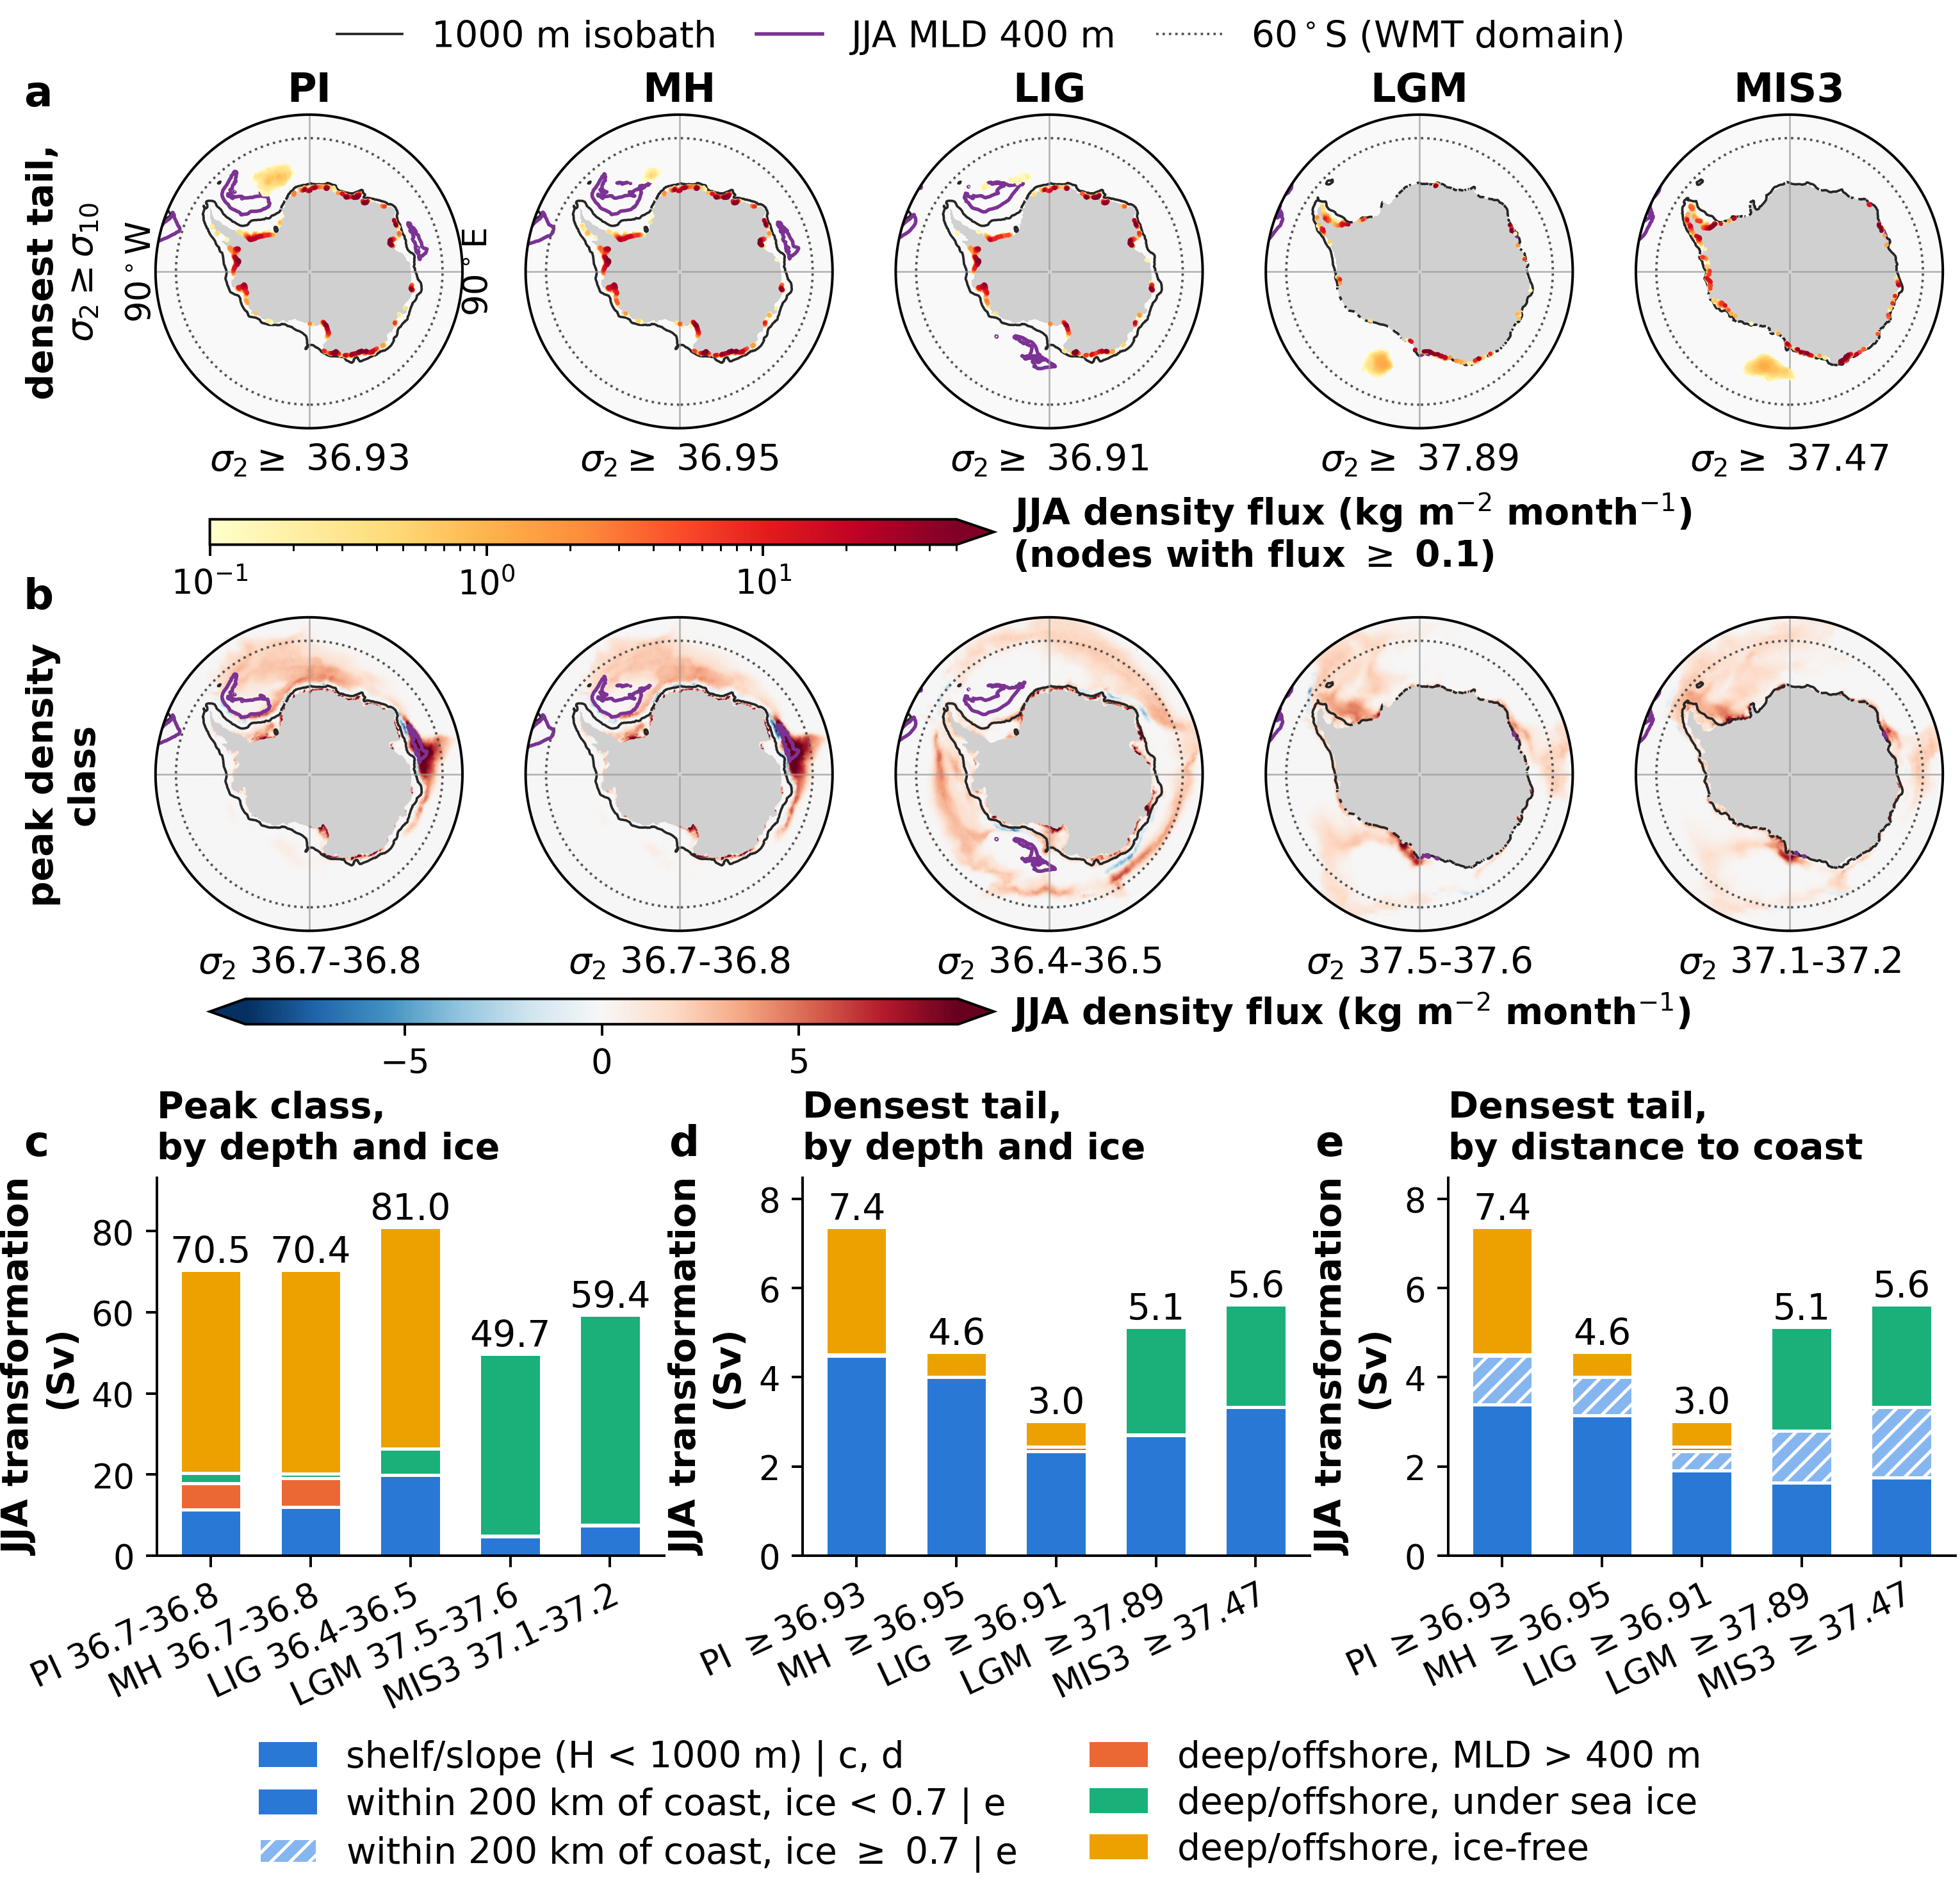 1000 m isobath JJA MLD 400 m 60°S (WMT domain)
a
PI MH LIG LGM MIS3
densest tail,
σ₂ ≥ σ₁₀
90°W
90°E
σ₂ ≥ 36.93 σ₂ ≥ 36.95 σ₂ ≥ 36.91 σ₂ ≥ 37.89 σ₂ ≥ 37.47
JJA density flux (kg m⁻² month⁻¹)
(nodes with flux ≥ 0.1)
10⁻¹ 10⁰ 10¹
b
peak density
class
σ₂ 36.7-36.8 σ₂ 36.7-36.8 σ₂ 36.4-36.5 σ₂ 37.5-37.6 σ₂ 37.1-37.2
JJA density flux (kg m⁻² month⁻¹)
−5 0 5
c
Peak class,
by depth and ice
JJA transformation
(Sv)
80
60
40
20
0
70.5 70.4 81.0 49.7 59.4
PI 36.7-36.8
MH 36.7-36.8
LIG 36.4-36.5
LGM 37.5-37.6
MIS3 37.1-37.2
d
Densest tail,
by depth and ice
JJA transformation
(Sv)
8
6
4
2
0
7.4 4.6 3.0 5.1 5.6
PI ≥36.93
MH ≥36.95
LIG ≥36.91
LGM ≥37.89
MIS3 ≥37.47
e
Densest tail,
by distance to coast
JJA transformation
(Sv)
8
6
4
2
0
7.4 4.6 3.0 5.1 5.6
PI ≥36.93
MH ≥36.95
LIG ≥36.91
LGM ≥37.89
MIS3 ≥37.47
shelf/slope (H < 1000 m) | c, d
within 200 km of coast, ice < 0.7 | e
within 200 km of coast, ice ≥ 0.7 | e
deep/offshore, MLD > 400 m
deep/offshore, under sea ice
deep/offshore, ice-free